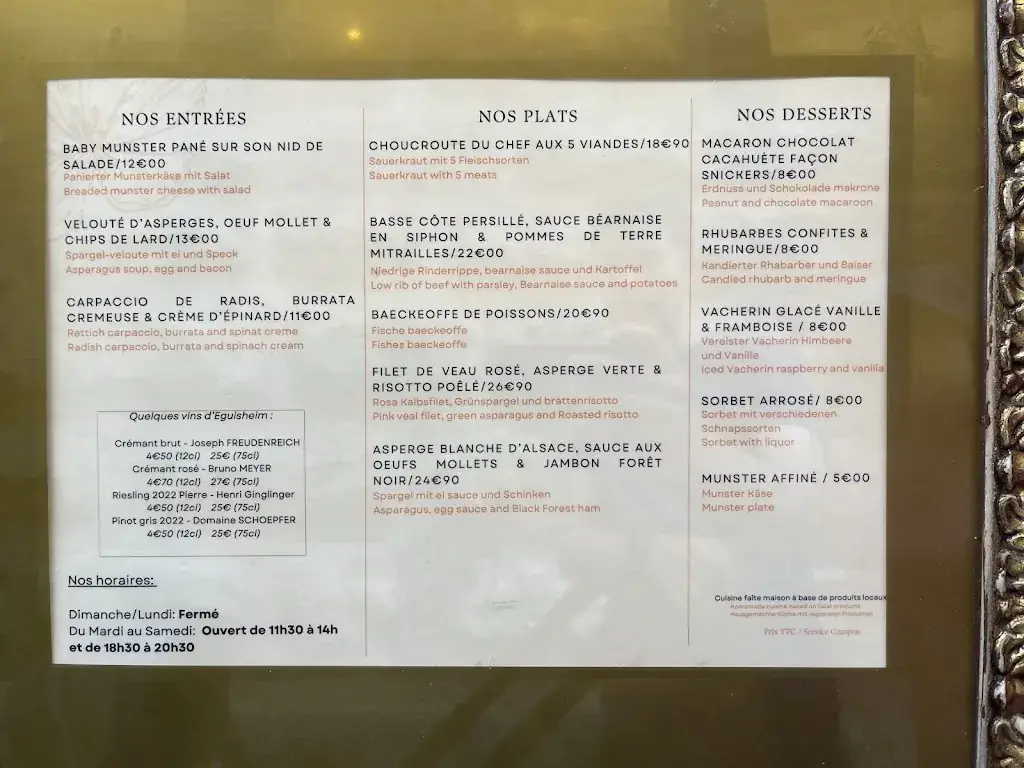 NOS ENTRÉES
BABY MUNSTER PANÉ SUR SON NID DE
SALADE/12€00
Panierter Munsterkäse mit Salat
Breaded munster cheese with salad
VELOUTÉ D'ASPERGES, OEUF MOLLET &
CHIPS DE LARD/13€00
Spargel-veloute mit ei und Speck
Asparagus soup, egg and bacon
CARPACCIO DE RADIS, BURRATA
CREMEUSE & CRÈME D'ÉPINARD/11€00
Rettich carpaccio, burrata and spinat creme
Radish carpaccio, burrata and spinach cream
Quelques vins d'Eguisheim :
Crémant brut - Joseph FREUDENREICH
4€50 (12cl) 25€ (75cl)
Crémant rosé - Bruno MEYER
4€70 (12cl) 27€ (75cl)
Riesling 2022 Pierre - Henri Ginglinger
4€50 (12cl) 25€ (75cl)
Pinot gris 2022 - Domaine SCHOEPFER
4€50 (12cl) 25€ (75cl)
Nos horaires:
Dimanche/Lundi: Fermé
Du Mardi au Samedi: Ouvert de 11h30 à 14h
et de 18h30 à 20h30
NOS PLATS
CHOUCROUTE DU CHEF AUX 5 VIANDES/18€90
Sauerkraut mit 5 Fleischsorten
Sauerkraut with 5 meats
BASSE CÔTE PERSILLÉ, SAUCE BÉARNAISE
EN SIPHON & POMMES DE TERRE
MITRAILLES/22€00
Niedrige Rinderrippe, bearnaise sauce und Kartoffel
Low rib of beef with parsley, Bearnaise sauce and potatoes
BAECKEOFFE DE POISSONS/20€90
Fische baeckeoffe
Fishes baeckeoffe
FILET DE VEAU ROSÉ, ASPERGE VERTE &
RISOTTO POÊLÉ/26€90
Rosa Kalbsfilet, Grünspargel und brattenrisotto
Pink veal filet, green asparagus and Roasted risotto
ASPERGE BLANCHE D'ALSACE, SAUCE AUX
OEUFS MOLLETS & JAMBON FORÊT
NOIR/24€90
Spargel mit ei sauce und Schinken
Asparagus, egg sauce and Black Forest ham
NOS DESSERTS
MACARON CHOCOLAT
CACAHUÈTE FAÇON
SNICKERS/8€00
Erdnuss und Schokolade makrone
Peanut and chocolate macaroon
RHUBARBES CONFITES &
MERINGUE/8€00
Kandierter Rhabarber und Baiser
Candied rhubarb and meringue
VACHERIN GLACÉ VANILLE
& FRAMBOISE / 8€00
Vereister Vacherin Himbeere
und Vanille
Iced Vacherin raspberry and vanilla
SORBET ARROSÉ/ 8€00
Sorbet mit verschiedenen
Schnapssorten
Sorbet with liquor
MUNSTER AFFINÉ / 5€00
Munster Käse
Munster plate
Cuisine faîte maison à base de produits locaux
Homemade cuisine based on local products
Hausgemachte Küche mit regionalen Produkten
Prix TTC / Service Compris